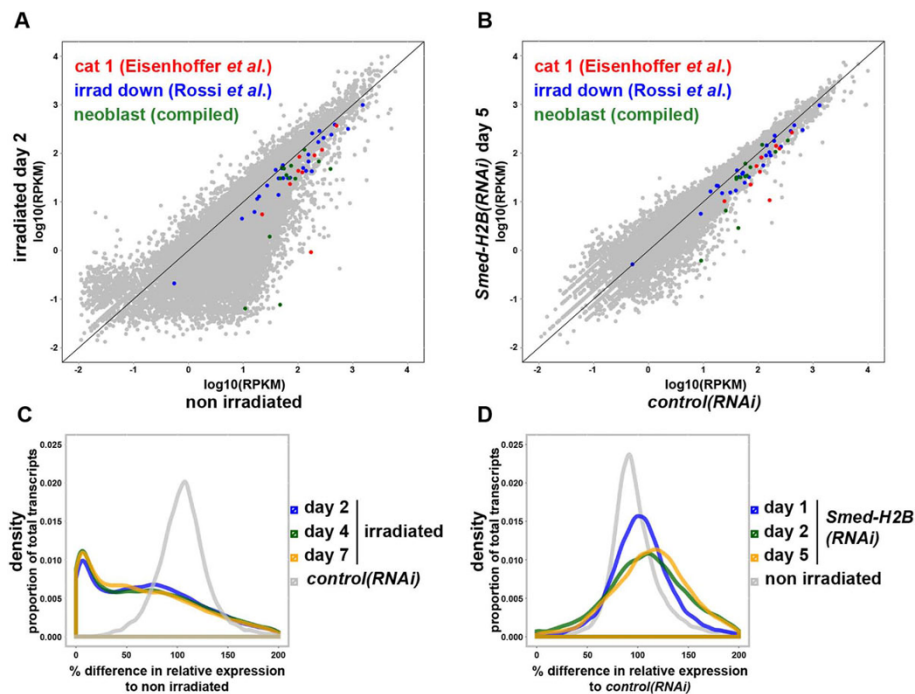 A
cat 1 (Eisenhoffer et al.)
irrad down (Rossi et al.)
neoblast (compiled)
irradiated day 2
log10(RPKM)
4
3
2
1
0
-1
-2
-2
-1
0
1
2
3
4
log10(RPKM)
non irradiated
B
cat 1 (Eisenhoffer et al.)
irrad down (Rossi et al.)
neoblast (compiled)
Smed-H2B(RNAi) day 5
log10(RPKM)
4
3
2
1
0
-1
-2
-2
-1
0
1
2
3
4
log10(RPKM)
control(RNAi)
C
density
proportion of total transcripts
0.025
0.020
0.015
0.010
0.005
0.000
0
50
100
150
200
% difference in relative expression
to non irradiated
day 2
day 4
day 7
irradiated
control(RNAi)
D
density
proportion of total transcripts
0.025
0.020
0.015
0.010
0.005
0.000
0
50
100
150
200
% difference in relative expression
to control(RNAi)
day 1
day 2
day 5
Smed-H2B
(RNAi)
non irradiated